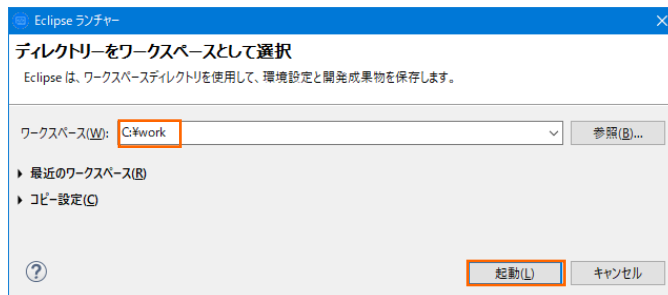 Eclipse ランチャー
ディレクトリーをワークスペースとして選択
Eclipse は、ワークスペースディレクトリを使用して、環境設定と開発成果物を保存します。
ワークスペース(W): C:¥work 参照(B)...
最近のワークスペース(R)
コピー設定(C)
? 起動(L) キャンセル